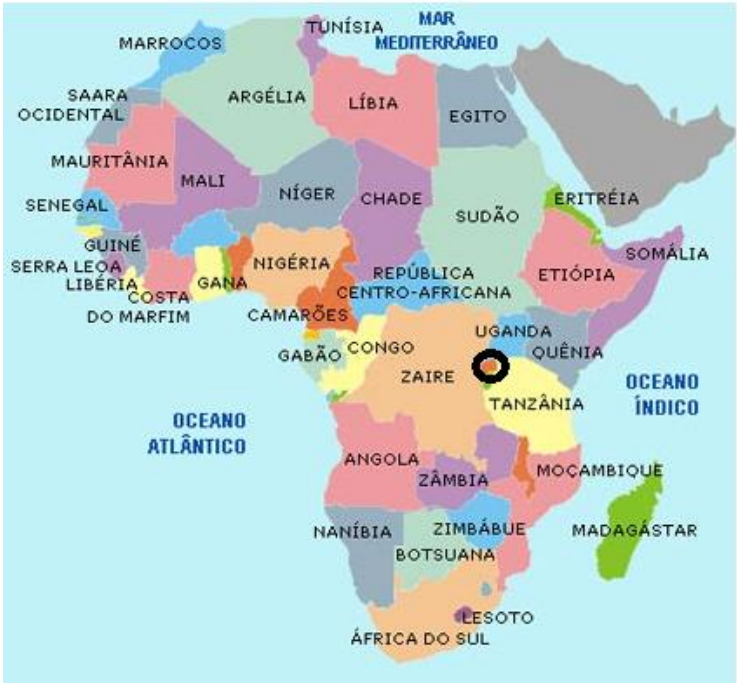 TUNÍSIA
MAR
MEDITERRÂNEO
MARROCOS
SAARA
OCIDENTAL
ARGÉLIA
LÍBIA
EGITO
MAURITÂNIA
MALI
NÍGER
CHADE
SUDÃO
ERITRÉIA
SENEGAL
GUINÉ
NIGÉRIA
SOMÁLIA
SERRA LEOA
LIBÉRIA
GANA
REPÚBLICA
CENTRO-AFRICANA
ETIÓPIA
COSTA
DO MARFIM
CAMARÕES
UGANDA
GABÃO
CONGO
QUÊNIA
ZAIRE
OCEANO
ÍNDICO
TANZÂNIA
OCEANO
ATLÂNTICO
ANGOLA
ZÂMBIA
MOÇAMBIQUE
NANÍBIA
ZIMBÁBUE
MADAGÁSTAR
BOTSUANA
LESOTO
ÁFRICA DO SUL